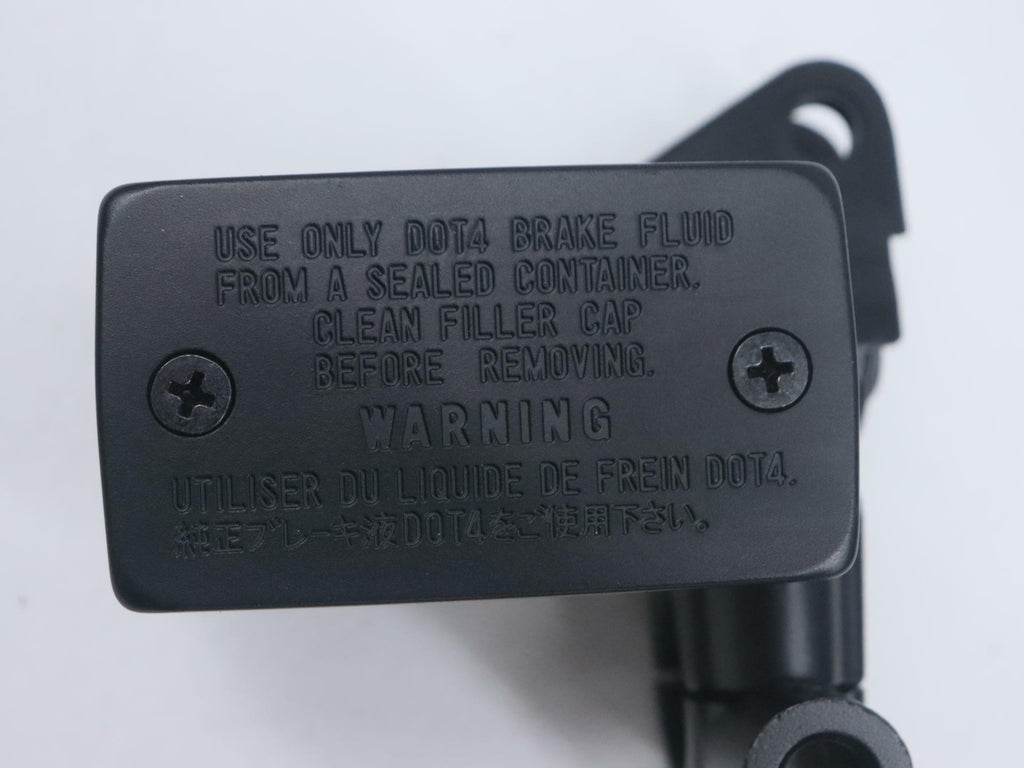 USE ONLY DOT4 BRAKE FLUID
FROM A SEALED CONTAINER.
CLEAN FILLER CAP
BEFORE REMOVING.
WARNING
UTILISER DU LIQUIDE DE FREIN DOT4.
純正ブレーキ液DOT4をご使用下さい。